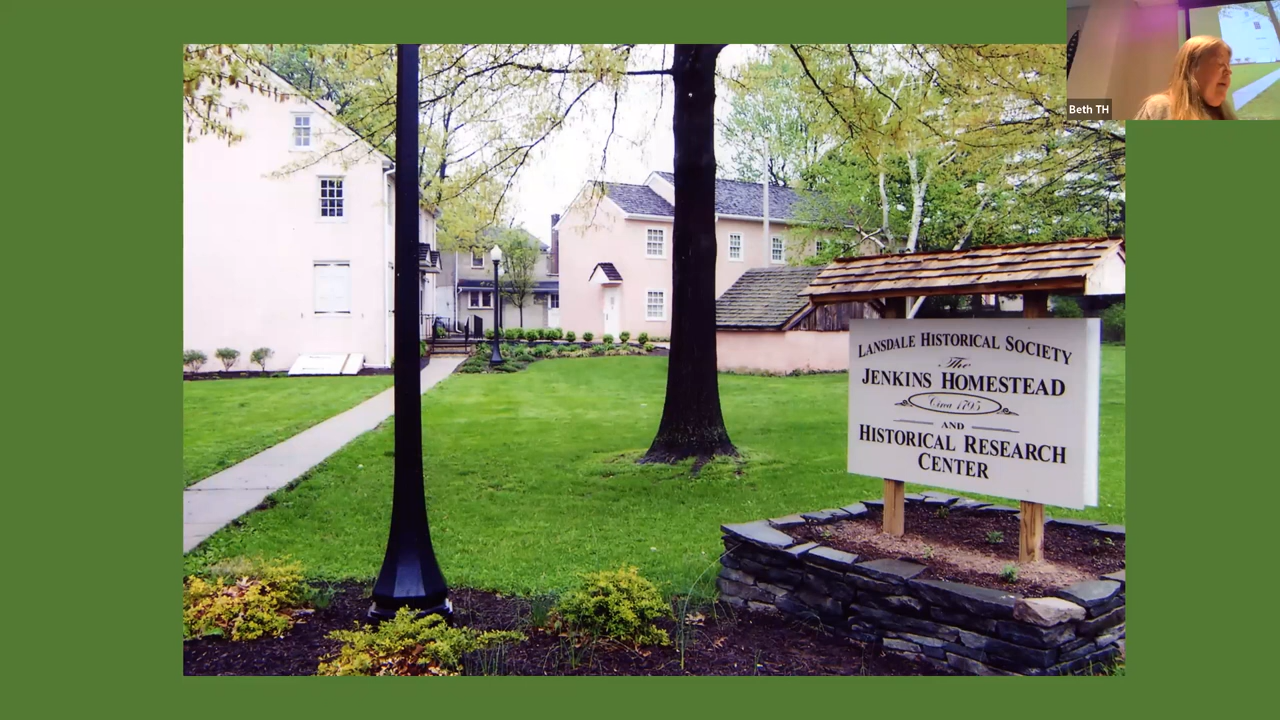 Beth TH
LANSDALE HISTORICAL SOCIETY
The
JENKINS HOMESTEAD
Circa 1795
AND
HISTORICAL RESEARCH
CENTER